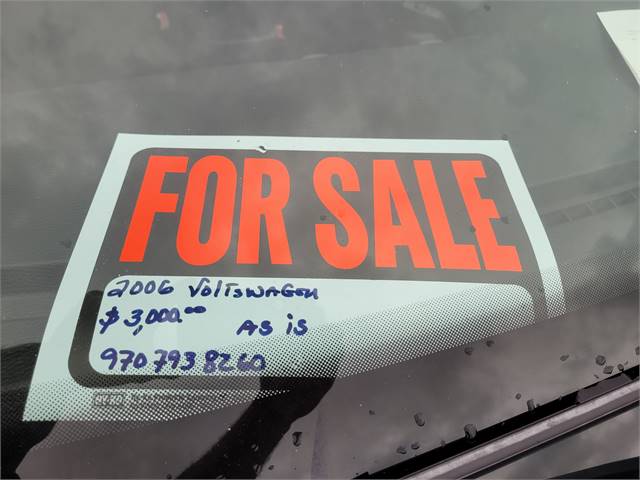 FOR SALE
2006 VOLTSWAGEN
$3,000.00 AS iS
970 793 8260